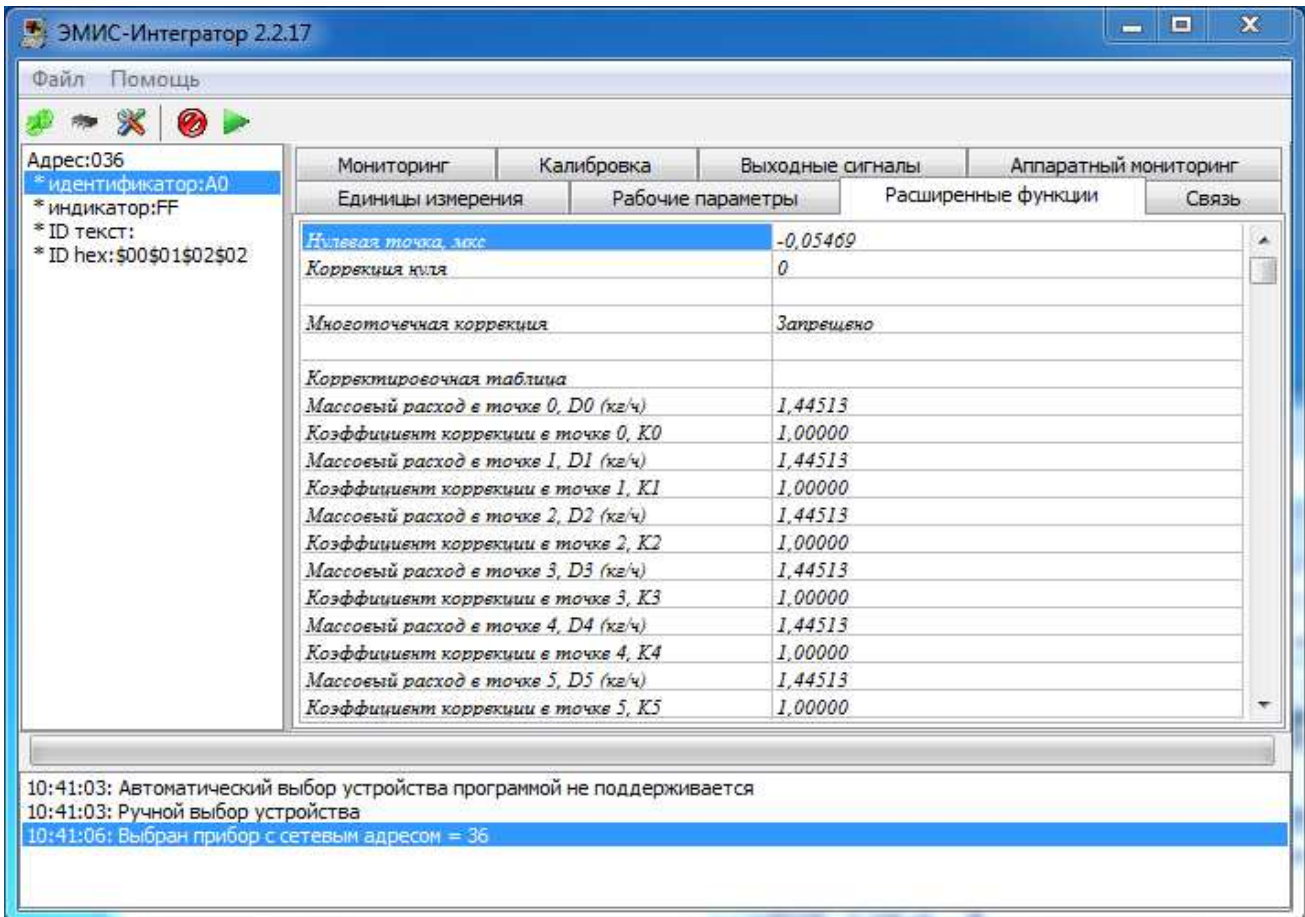 ЭМИС-Интегратор 2.2.17
Файл Помощь
Адрес:036
* идентификатор:A0
* индикатор:FF
* ID текст:
* ID hex:$00$01$02$02
Мониторинг Калибровка Выходные сигналы Аппаратный мониторинг
Единицы измерения Рабочие параметры Расширенные функции Связь
Нулевая точка, мкс -0,05469
Коррекция нуля 0
Многоточечная коррекция Запрещено
Корректировочная таблица
Массовый расход в точке 0, D0 (кг/ч) 1,44513
Коэффициент коррекции в точке 0, K0 1,00000
Массовый расход в точке 1, D1 (кг/ч) 1,44513
Коэффициент коррекции в точке 1, K1 1,00000
Массовый расход в точке 2, D2 (кг/ч) 1,44513
Коэффициент коррекции в точке 2, K2 1,00000
Массовый расход в точке 3, D3 (кг/ч) 1,44513
Коэффициент коррекции в точке 3, K3 1,00000
Массовый расход в точке 4, D4 (кг/ч) 1,44513
Коэффициент коррекции в точке 4, K4 1,00000
Массовый расход в точке 5, D5 (кг/ч) 1,44513
Коэффициент коррекции в точке 5, K5 1,00000
10:41:03: Автоматический выбор устройства программой не поддерживается
10:41:03: Ручной выбор устройства
10:41:06: Выбран прибор с сетевым адресом = 36